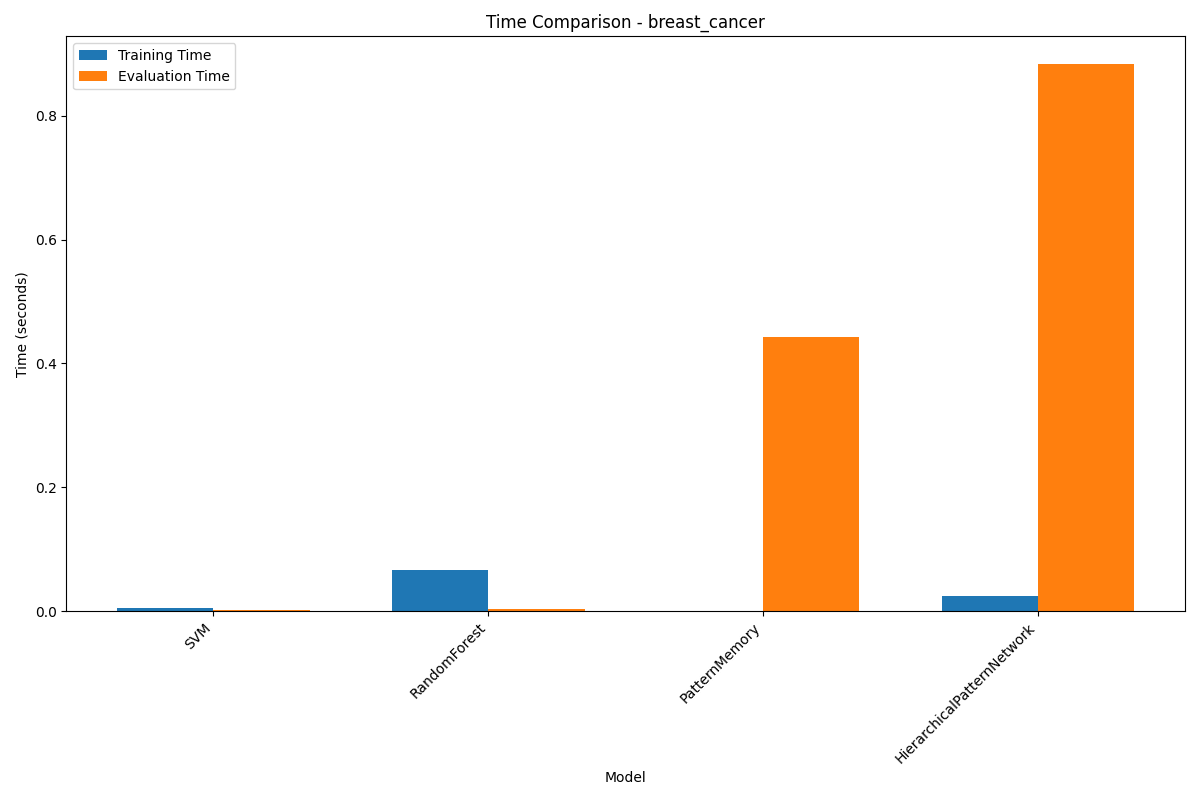 Time Comparison - breast_cancer
Training Time
Evaluation Time
0.8
0.6
0.4
0.2
0.0
Time (seconds)
SVM
RandomForest
PatternMemory
HierarchicalPatternNetwork
Model